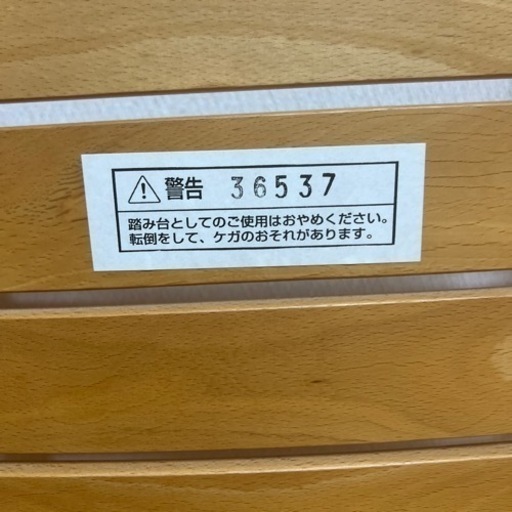 警告 36537
踏み台としてのご使用はおやめください。
転倒をして、ケガのおそれがあります。